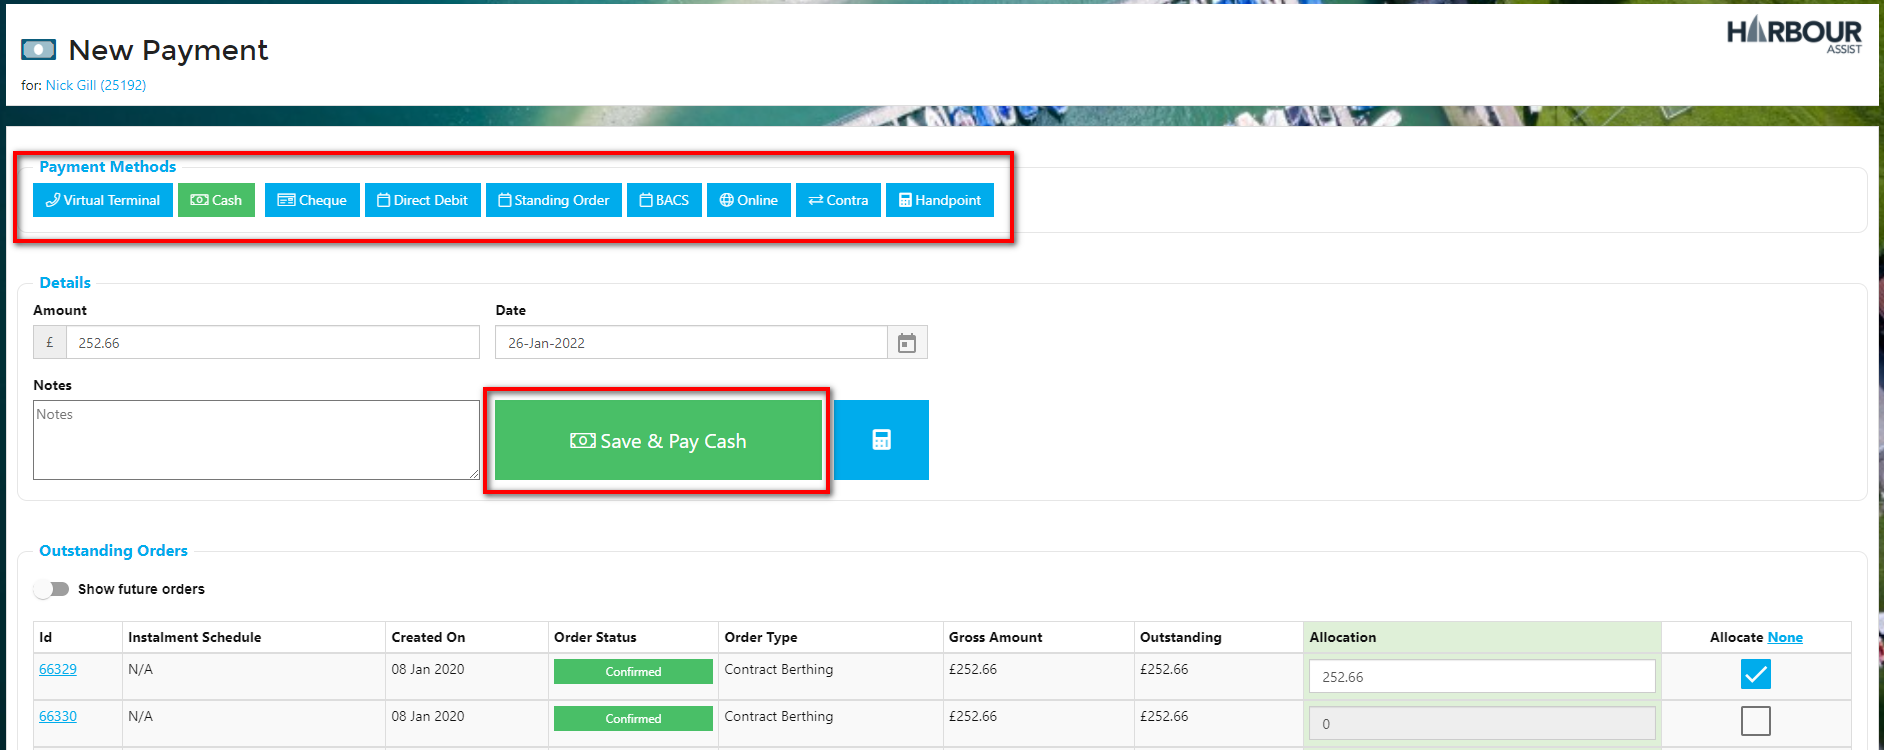 New Payment
HARBOUR
ASSIST
for: Nick Gill (25192)
Payment Methods
Virtual Terminal Cash Cheque Direct Debit Standing Order BACS Online Contra Handpoint
Details
Amount Date
£ 252.66 26-Jan-2022
Notes
Notes
Save & Pay Cash
Outstanding Orders
Show future orders
Id Instalment Schedule Created On Order Status Order Type Gross Amount Outstanding Allocation Allocate None
66329 N/A 08 Jan 2020 Confirmed Contract Berthing £252.66 £252.66 252.66
66330 N/A 08 Jan 2020 Confirmed Contract Berthing £252.66 £252.66 0